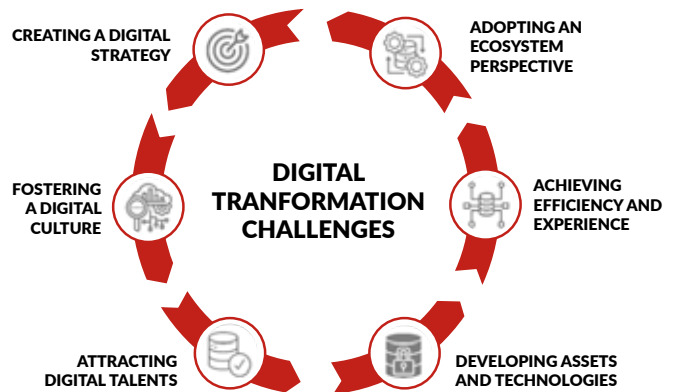 CREATING A DIGITAL
STRATEGY
ADOPTING AN
ECOSYSTEM
PERSPECTIVE
FOSTERING
A DIGITAL
CULTURE
DIGITAL
TRANFORMATION
CHALLENGES
ACHIEVING
EFFICIENCY AND
EXPERIENCE
ATTRACTING
DIGITAL TALENTS
DEVELOPING ASSETS
AND TECHNOLOGIES